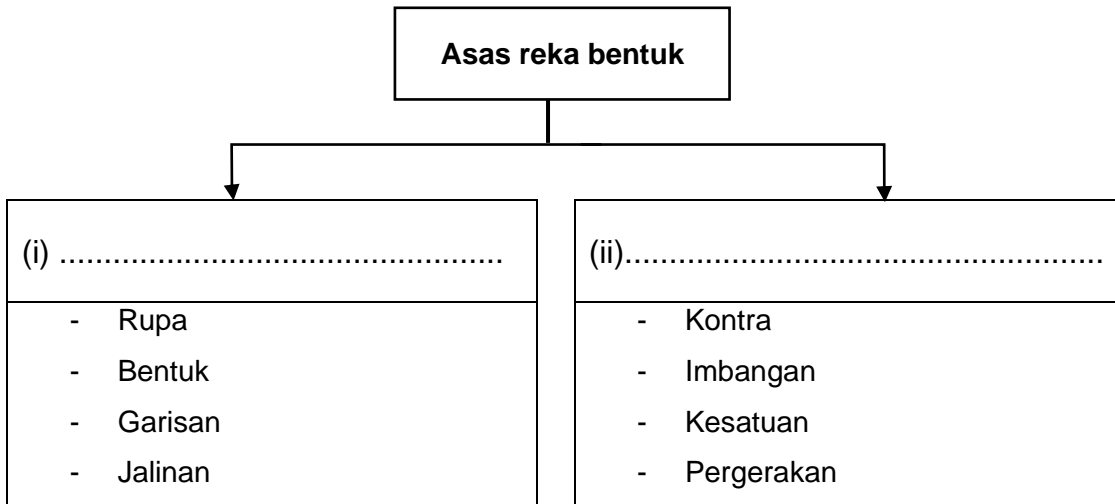 Asas reka bentuk
(i) .................................................
(ii).....................................................
- Rupa
- Bentuk
- Garisan
- Jalinan
- Kontra
- Imbangan
- Kesatuan
- Pergerakan